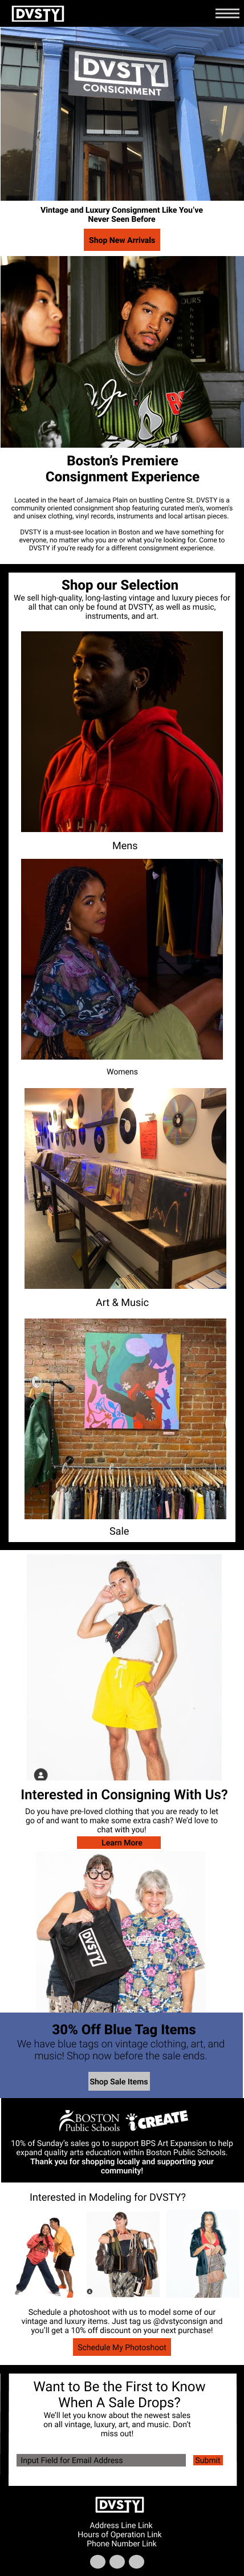 DVSTY
DVSTY
CONSIGNMENT
Vintage and Luxury Consignment Like You've
Never Seen Before
Shop New Arrivals
Boston's Premiere
Consignment Experience
Located in the heart of Jamaica Plain on bustling Centre St. DVSTY is a
community oriented consignment shop featuring curated men's, women's
and unisex clothing, vinyl records, instruments and local artisan pieces.
DVSTY is a must-see location in Boston and we have something for
everyone, no matter who you are or what you're looking for. Come to
DVSTY if you're ready for a different consignment experience.
Shop our Selection
We sell high-quality, long-lasting vintage and luxury pieces for
all that can only be found at DVSTY, as well as music,
instruments, and art.
Mens
Womens
Art & Music
Sale
Interested in Consigning With Us?
Do you have pre-loved clothing that you are ready to let
go of and want to make some extra cash? We'd love to
chat with you!
Learn More
DVSTY
30% Off Blue Tag Items
We have blue tags on vintage clothing, art, and
music! Shop now before the sale ends.
Shop Sale Items
BOSTON
Public Schools
iCREATE
10% of Sunday's sales go to support BPS Art Expansion to help
expand quality arts education within Boston Public Schools.
Thank you for shopping locally and supporting your
community!
Interested in Modeling for DVSTY?
Schedule a photoshoot with us to model some of our
vintage and luxury items. Just tag us @dvstyconsign and
you'll get a 10% off discount on your next purchase!
Schedule My Photoshoot
Want to Be the First to Know
When A Sale Drops?
We'll let you know about the newest sales
on all vintage, luxury, art, and music. Don't
miss out!
Input Field for Email Address
Submit
DVSTY
Address Line Link
Hours of Operation Link
Phone Number Link